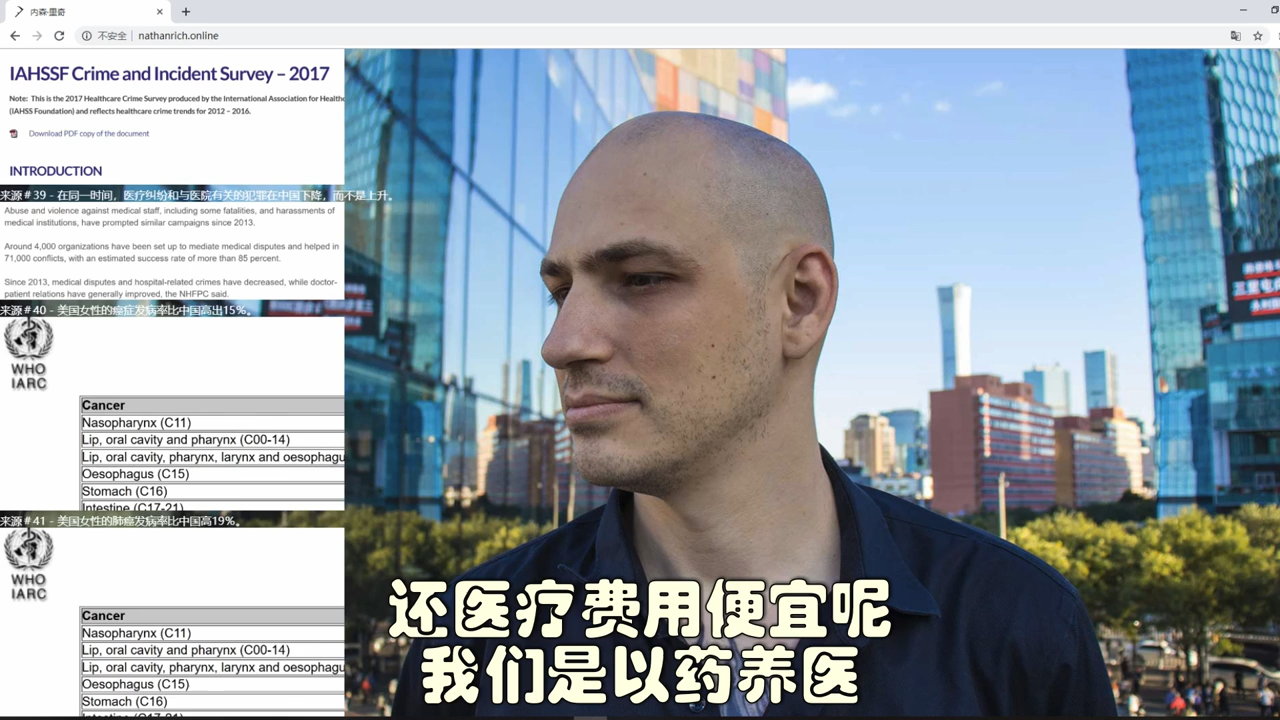 内森·里奇
不安全
nathanrich.online
IAHSSF Crime and Incident Survey – 2017
Note: This is the 2017 Healthcare Crime Survey produced by the International Association for Healthc
(IAHSS Foundation) and reflects healthcare crime trends for 2012 – 2016.
Download PDF copy of the document
INTRODUCTION
来源＃39 - 在同一时间，医疗纠纷和与医院有关的犯罪在中国下降，而不是上升。
Abuse and violence against medical staff, including some fatalities, and harassments of
medical institutions, have prompted similar campaigns since 2013.
Around 4,000 organizations have been set up to mediate medical disputes and helped in
71,000 conflicts, with an estimated success rate of more than 85 percent.
Since 2013, medical disputes and hospital-related crimes have decreased, while doctor-
patient relations have generally improved, the NHFPC said.
来源＃40 - 美国女性的癌症发病率比中国高出15%。
WHO
IARC
Cancer
Nasopharynx (C11)
Lip, oral cavity and pharynx (C00-14)
Lip, oral cavity, pharynx, larynx and oesophagu
Oesophagus (C15)
Stomach (C16)
Intestine (C17-21)
来源＃41 - 美国女性的肺癌发病率比中国高19%。
WHO
IARC
Cancer
Nasopharynx (C11)
Lip, oral cavity and pharynx (C00-14)
Lip, oral cavity, pharynx, larynx and oesophagu
Oesophagus (C15)
Stomach (C16)
Intestine (C17-21)
还医疗费用便宜呢
我们是以药养医